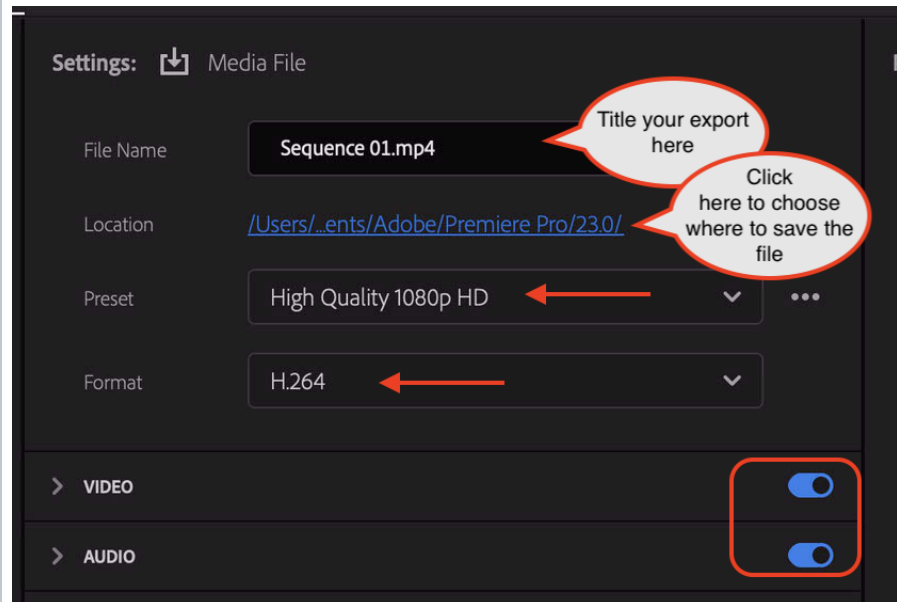 Settings: Media File
File Name
Sequence 01.mp4
Title your export
here
Location
/Users/...ents/Adobe/Premiere Pro/23.0/
Click
here to choose
where to save the
file
Preset
High Quality 1080p HD
Format
H.264
VIDEO
AUDIO